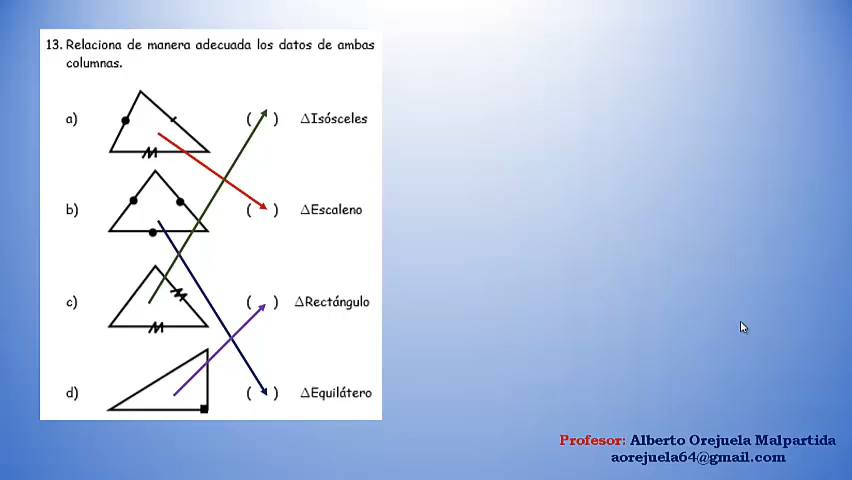 13. Relaciona de manera adecuada los datos de ambas
columnas.
a) ( ) ΔIsósceles
b) ( ) ΔEscaleno
c) ( ) ΔRectángulo
d) ( ) ΔEquilátero
Profesor: Alberto Orejuela Malpartida
aorejuela64@gmail.com